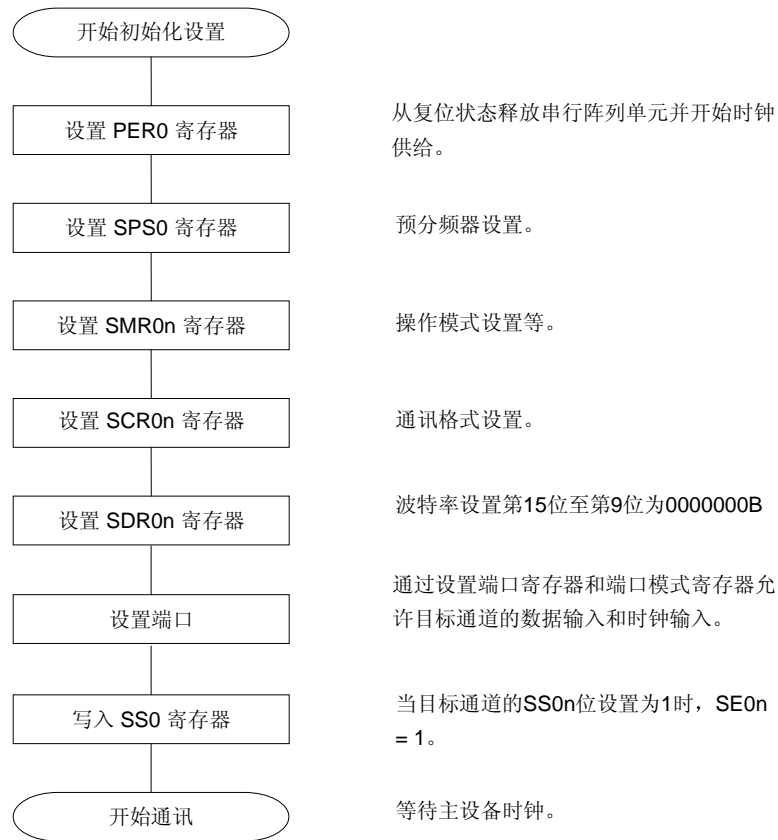 开始初始化设置
设置 PER0 寄存器
从复位状态释放串行阵列单元并开始时钟
供给。
设置 SPS0 寄存器
预分频器设置。
设置 SMR0n 寄存器
操作模式设置等。
设置 SCR0n 寄存器
通讯格式设置。
设置 SDR0n 寄存器
波特率设置第15位至第9位为0000000B
设置端口
通过设置端口寄存器和端口模式寄存器允
许目标通道的数据输入和时钟输入。
写入 SS0 寄存器
当目标通道的SS0n位设置为1时，SE0n
= 1。
开始通讯
等待主设备时钟。